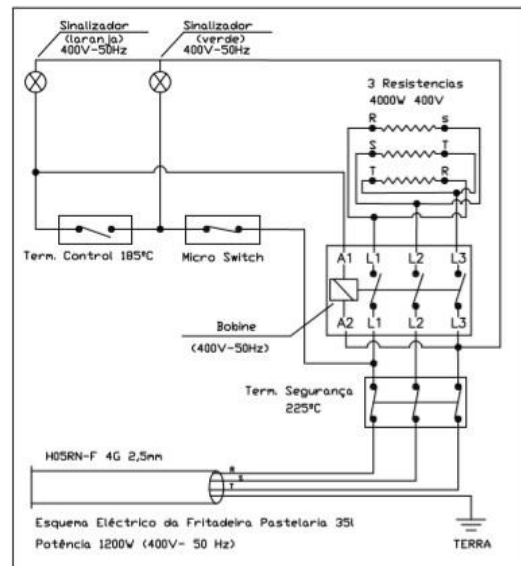 Sinalizador
(laranja)
400V-50Hz
Sinalizador
(verde)
400V-50Hz
3 Resistencias
4000W 400V
R s
S T
T R
Term. Control 185ºC
Micro Switch
A1 L1 L2 L3
A2 L1 L2 L3
Bobine
(400V-50Hz)
Term. Segurança
225ºC
H05RN-F 4G 2,5mm
R
S
T
Esquema Eléctrico da Fritadeira Pastelaria 35l
Potência 1200W (400V- 50 Hz)
TERRA